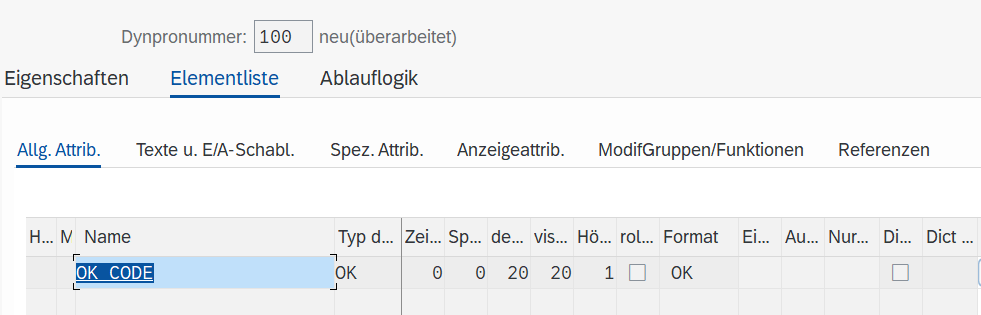 Dynpronummer: 100 neu(überarbeitet)
Eigenschaften Elementliste Ablauflogik
Allg. Attrib. Texte u. E/A-Schabl. Spez. Attrib. Anzeigeattrib. ModifGruppen/Funktionen Referenzen
H... M Name Typ d... Zei... Sp... de... vis... Hö... rol... Format Ei... Au... Nur... Di... Dict ...
OK_CODE OK 0 0 20 20 1 OK